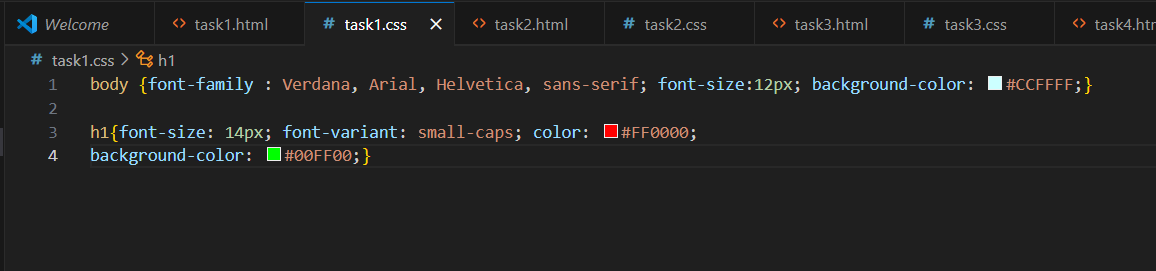 Welcome <> task1.html # task1.css × <> task2.html # task2.css <> task3.html # task3.css <> task4.h
# task1.css > h1
1 body {font-family : Verdana, Arial, Helvetica, sans-serif; font-size:12px; background-color: #CCFFFF;}
2
3 h1{font-size: 14px; font-variant: small-caps; color: #FF0000;
4 background-color: #00FF00;}